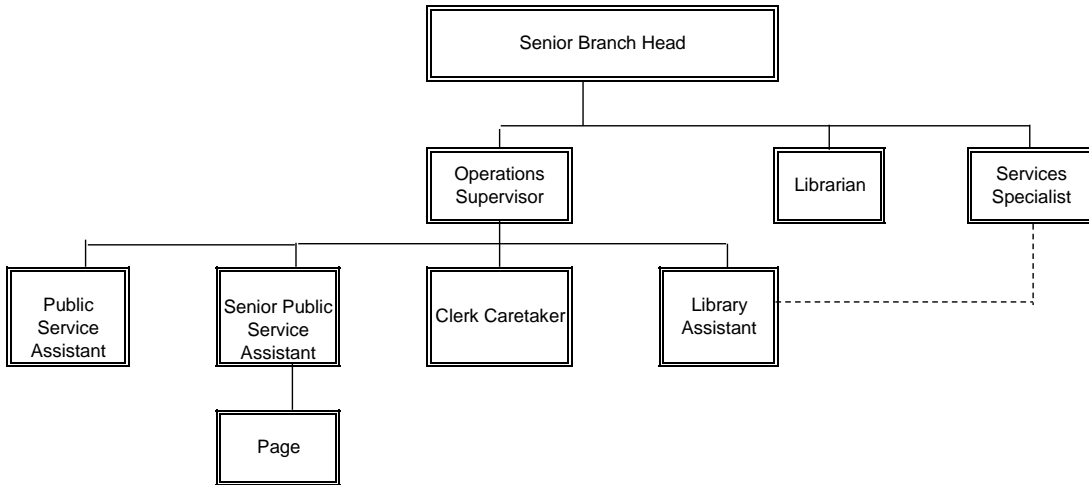 Senior Branch Head
Operations
Supervisor
Librarian
Services
Specialist
Public
Service
Assistant
Senior Public
Service
Assistant
Clerk Caretaker
Library
Assistant
Page